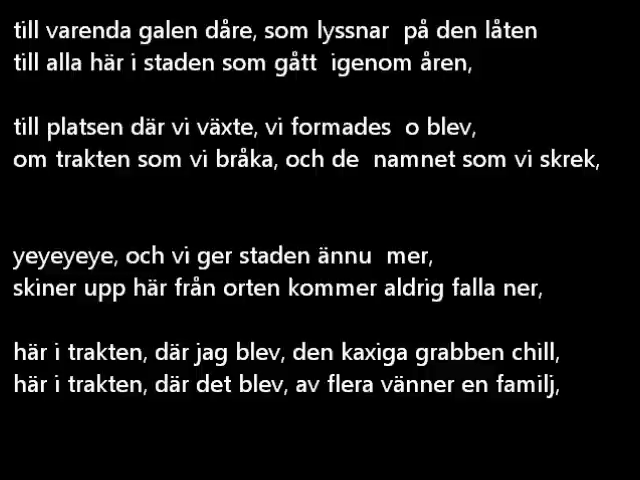 till varenda galen dåre, som lyssnar på den låten
till alla här i staden som gått igenom åren,
till platsen där vi växte, vi formades o blev,
om trakten som vi bråka, och de namnet som vi skrek,
yeyeyeye, och vi ger staden ännu mer,
skiner upp här från orten kommer aldrig falla ner,
här i trakten, där jag blev, den kaxiga grabben chill,
här i trakten, där det blev, av flera vänner en familj,